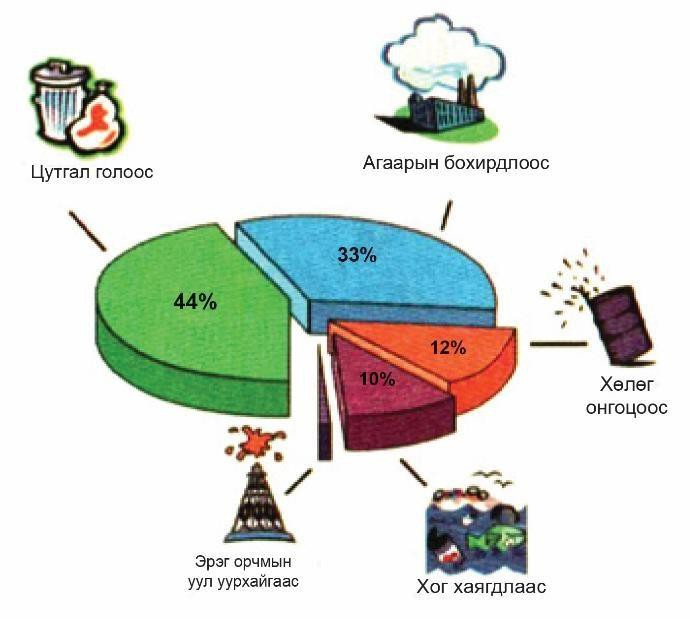 Цутгал голоос
Агаарын бохирдлоос
33%
44%
12%
10%
Хөлөг
онгоцоос
Эрэг орчмын
уул уурхайгаас
Хог хаягдлаас